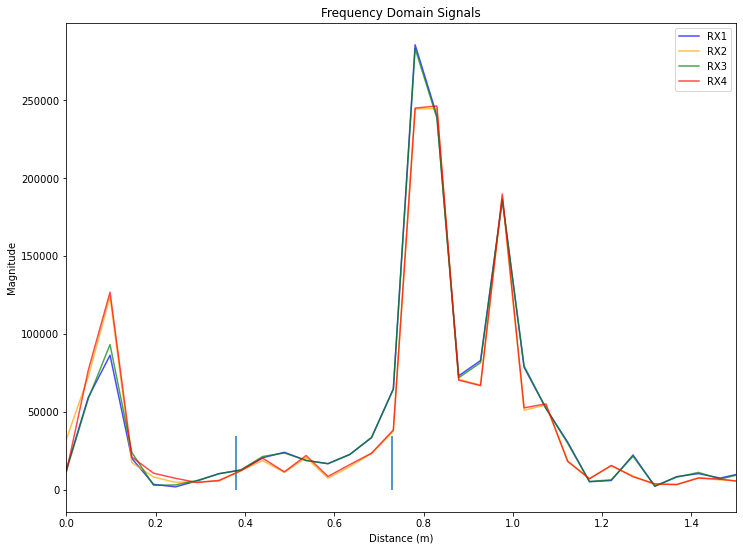 Frequency Domain Signals
RX1
RX2
RX3
RX4
250000
200000
150000
100000
50000
0
Magnitude
0.0 0.2 0.4 0.6 0.8 1.0 1.2 1.4
Distance (m)